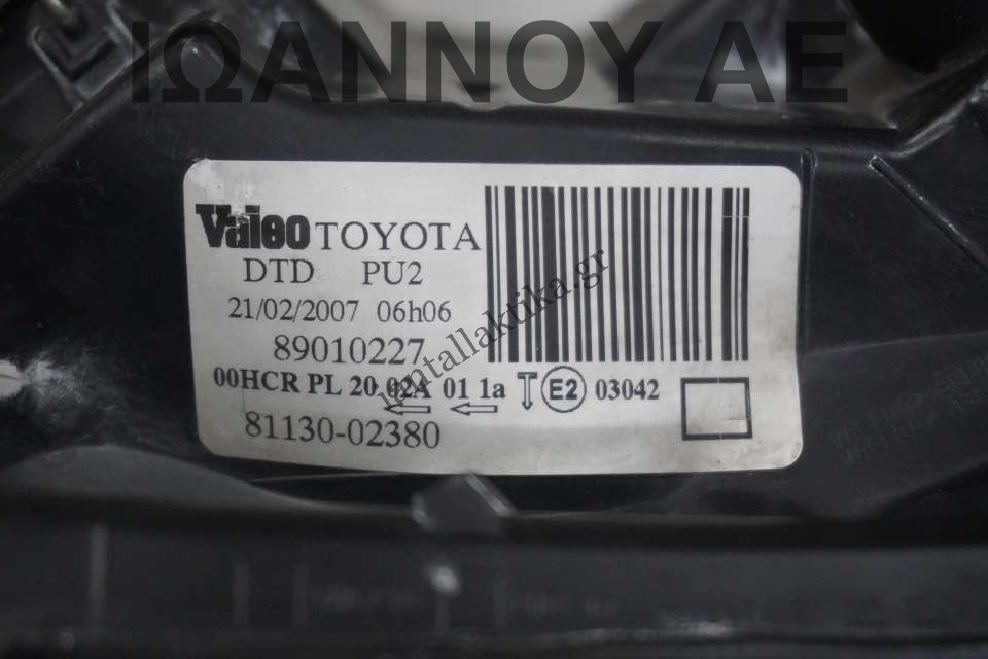 ΙΩΑΝΝΟΥ ΑΕ
Valeo TOYOTA
DTD PU2
21/02/2007 06h06
89010227
00HCR PL 20.02A 01 1a E2 03042
81130-02380
iontallaktika.gr